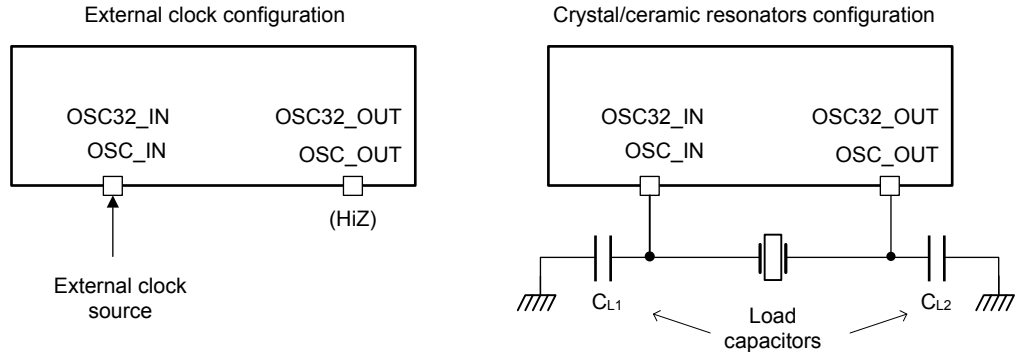 External clock configuration
OSC32_IN
OSC32_OUT
OSC_IN
OSC_OUT
(HiZ)
External clock
source
Crystal/ceramic resonators configuration
OSC32_IN
OSC32_OUT
OSC_IN
OSC_OUT
CL1
CL2
Load
capacitors